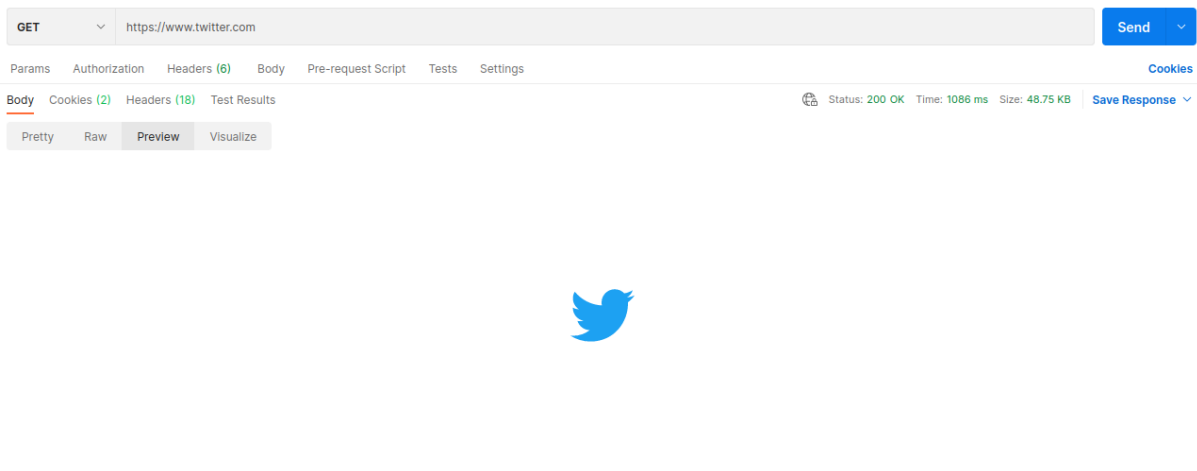 GET https://www.twitter.com Send
Params Authorization Headers (6) Body Pre-request Script Tests Settings Cookies
Body Cookies (2) Headers (18) Test Results Status: 200 OK Time: 1086 ms Size: 48.75 KB Save Response
Pretty Raw Preview Visualize